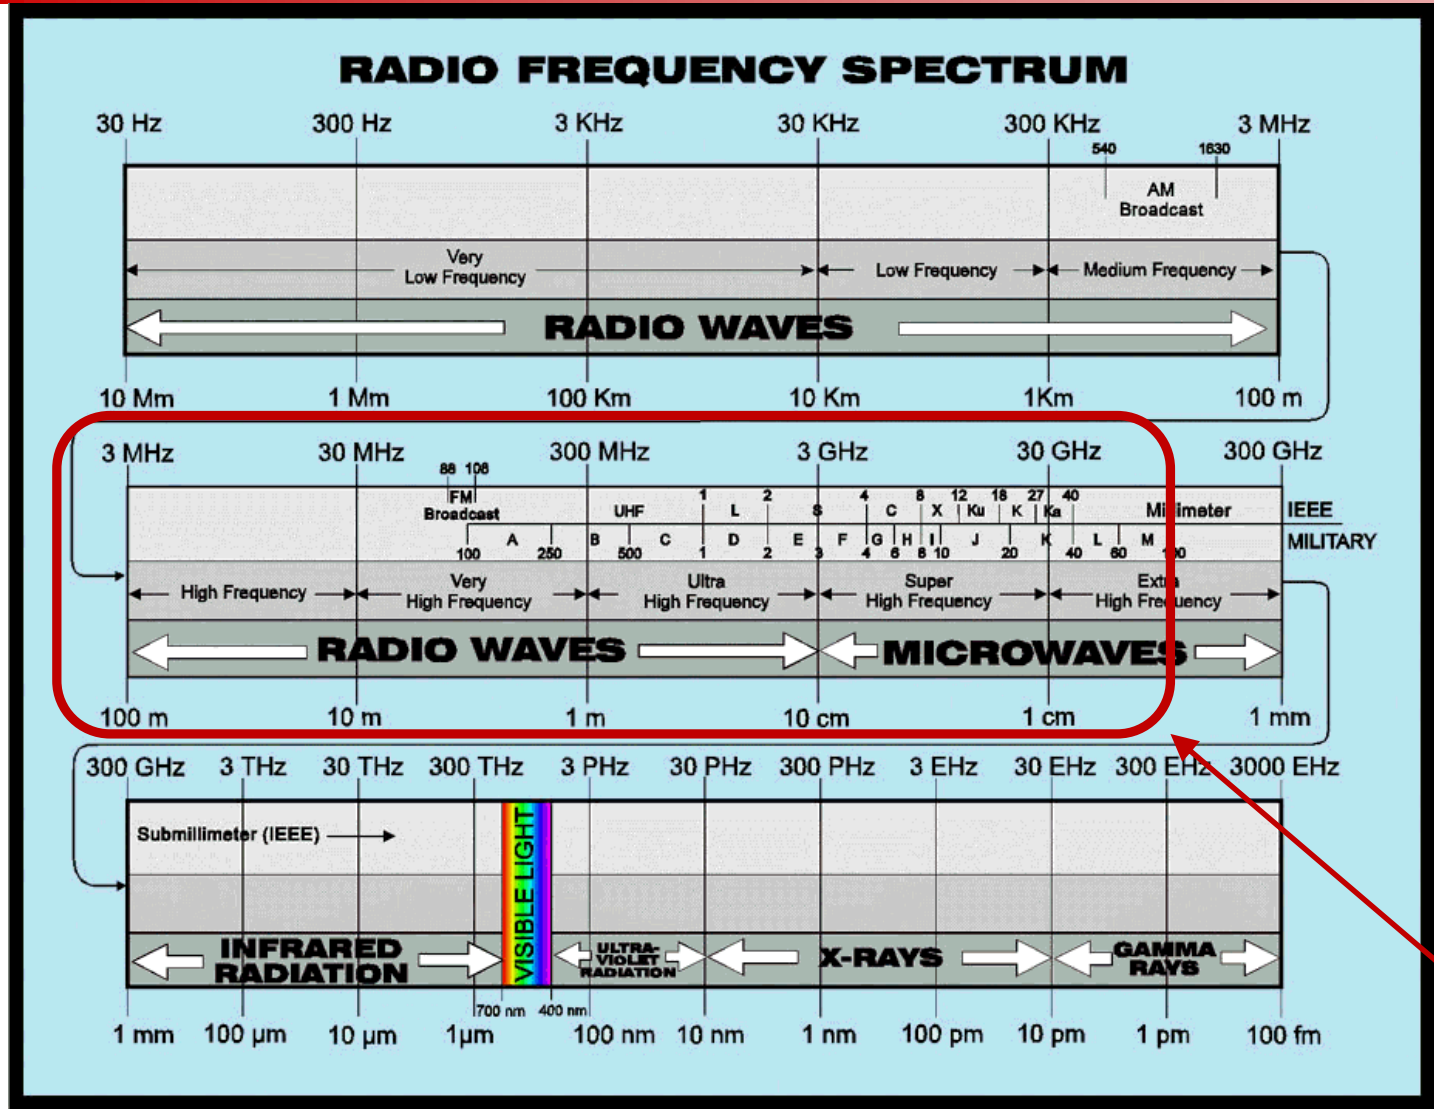 RADIO FREQUENCY SPECTRUM
30 Hz 300 Hz 3 KHz 30 KHz 300 KHz 3 MHz
540 1630
AM
Broadcast
Very
Low Frequency Low Frequency Medium Frequency
RADIO WAVES
10 Mm 1 Mm 100 Km 10 Km 1Km 100 m
3 MHz 30 MHz 300 MHz 3 GHz 30 GHz 300 GHz
88 108
1 2 4 8 12 18 27 40
FM
Broadcast
UHF L S C X Ku K Ka Millimeter IEEE
A B C D E F G H I J K L M MILITARY
100 250 500 1 2 3 4 6 8 10 20 40 60 100
High Frequency
Very
High Frequency
Ultra
High Frequency
Super
High Frequency
Extra
High Frequency
RADIO WAVES MICROWAVES
100 m 10 m 1 m 10 cm 1 cm 1 mm
300 GHz 3 THz 30 THz 300 THz 3 PHz 30 PHz 300 PHz 3 EHz 30 EHz 300 EHz 3000 EHz
Submillimeter (IEEE)
VISIBLE LIGHT
INFRARED
RADIATION
ULTRA-
VIOLET
RADIATION
X-RAYS
GAMMA
RAYS
700 nm 400 nm
1 mm 100 µm 10 µm 1µm 100 nm 10 nm 1 nm 100 pm 10 pm 1 pm 100 fm